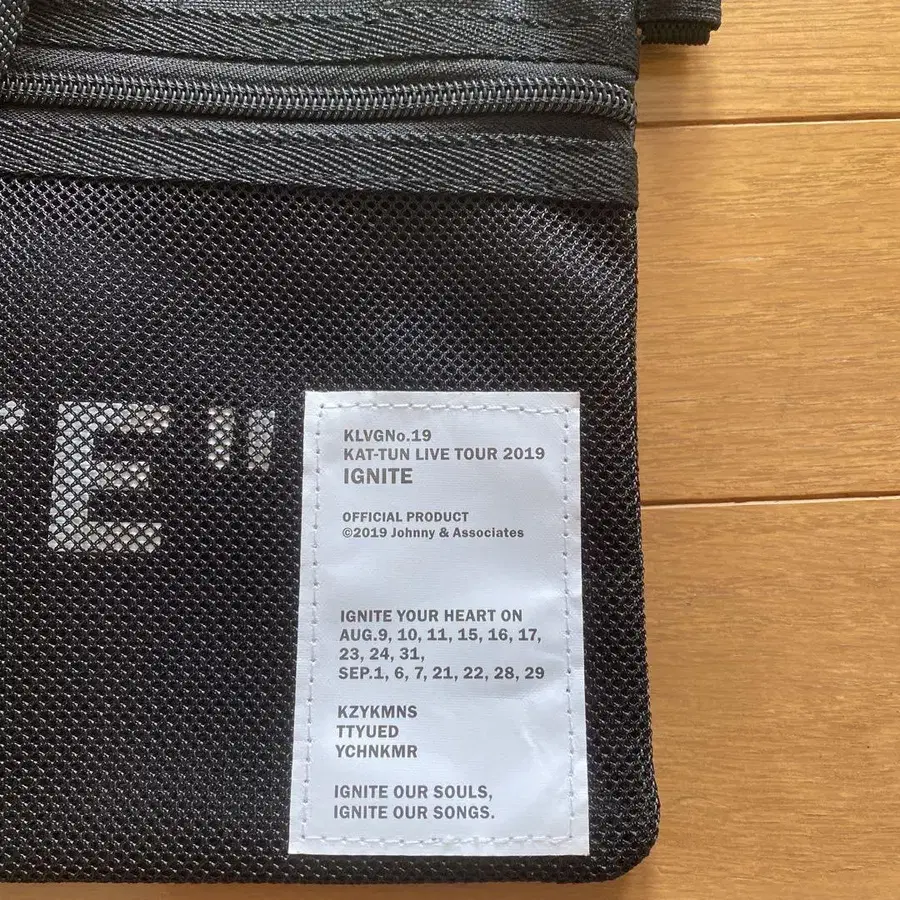 TE"
KLVGNo.19
KAT-TUN LIVE TOUR 2019
IGNITE
OFFICIAL PRODUCT
©2019 Johnny & Associates
IGNITE YOUR HEART ON
AUG.9, 10, 11, 15, 16, 17,
23, 24, 31,
SEP.1, 6, 7, 21, 22, 28, 29
KZYKMNS
TTYUED
YCHNKMR
IGNITE OUR SOULS,
IGNITE OUR SONGS.